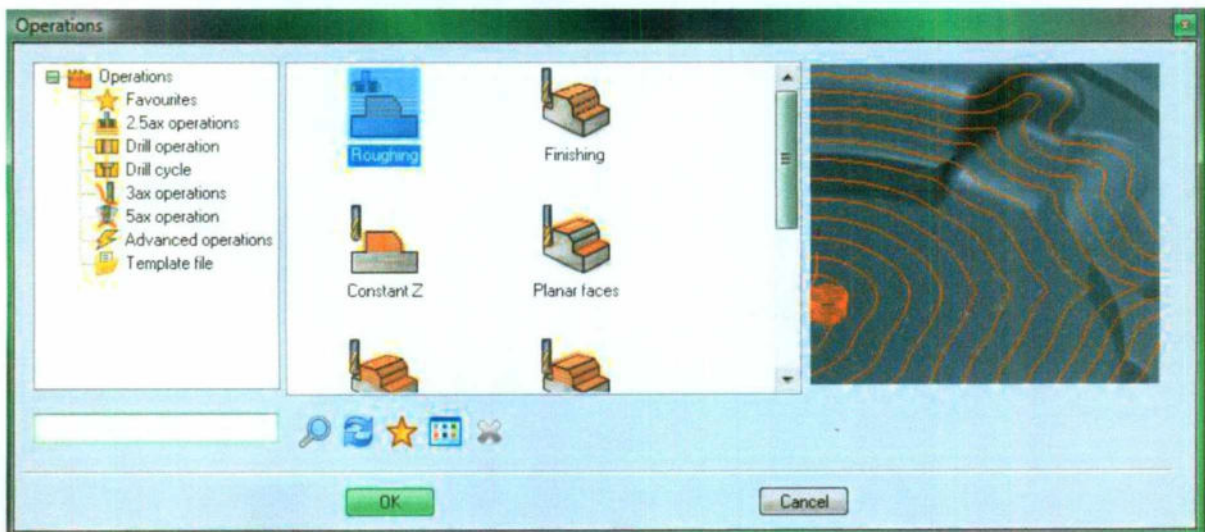 Operations
Operations
Favourites
2.5ax operations
Drill operation
Drill cycle
3ax operations
5ax operation
Advanced operations
Template file
Roughing
Finishing
Constant Z
Planar faces
OK
Cancel